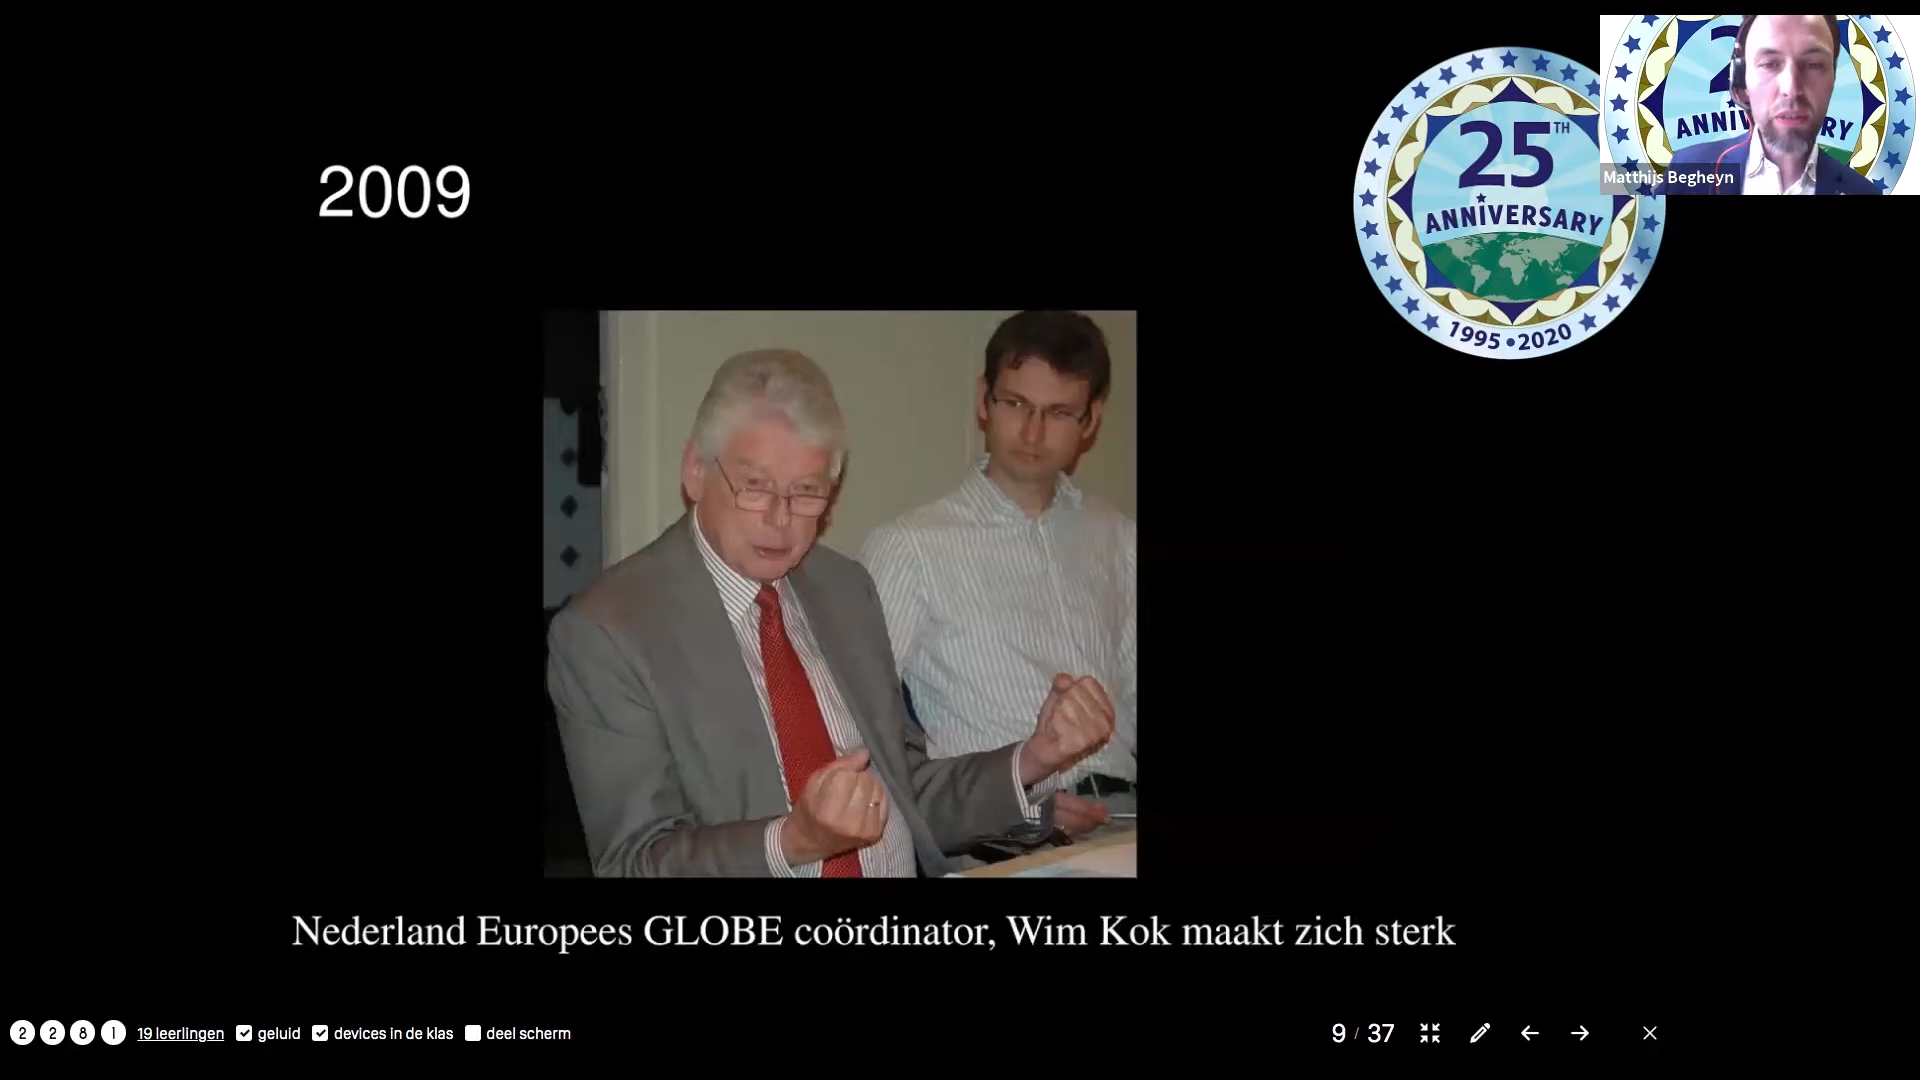 2009
25TH
ANNIVERSARY
1995 • 2020
ANNIV
RY
Matthijs Begheyn
Nederland Europees GLOBE coördinator, Wim Kok maakt zich sterk
2 2 8 1 19 leerlingen geluid devices in de klas deel scherm
9 / 37